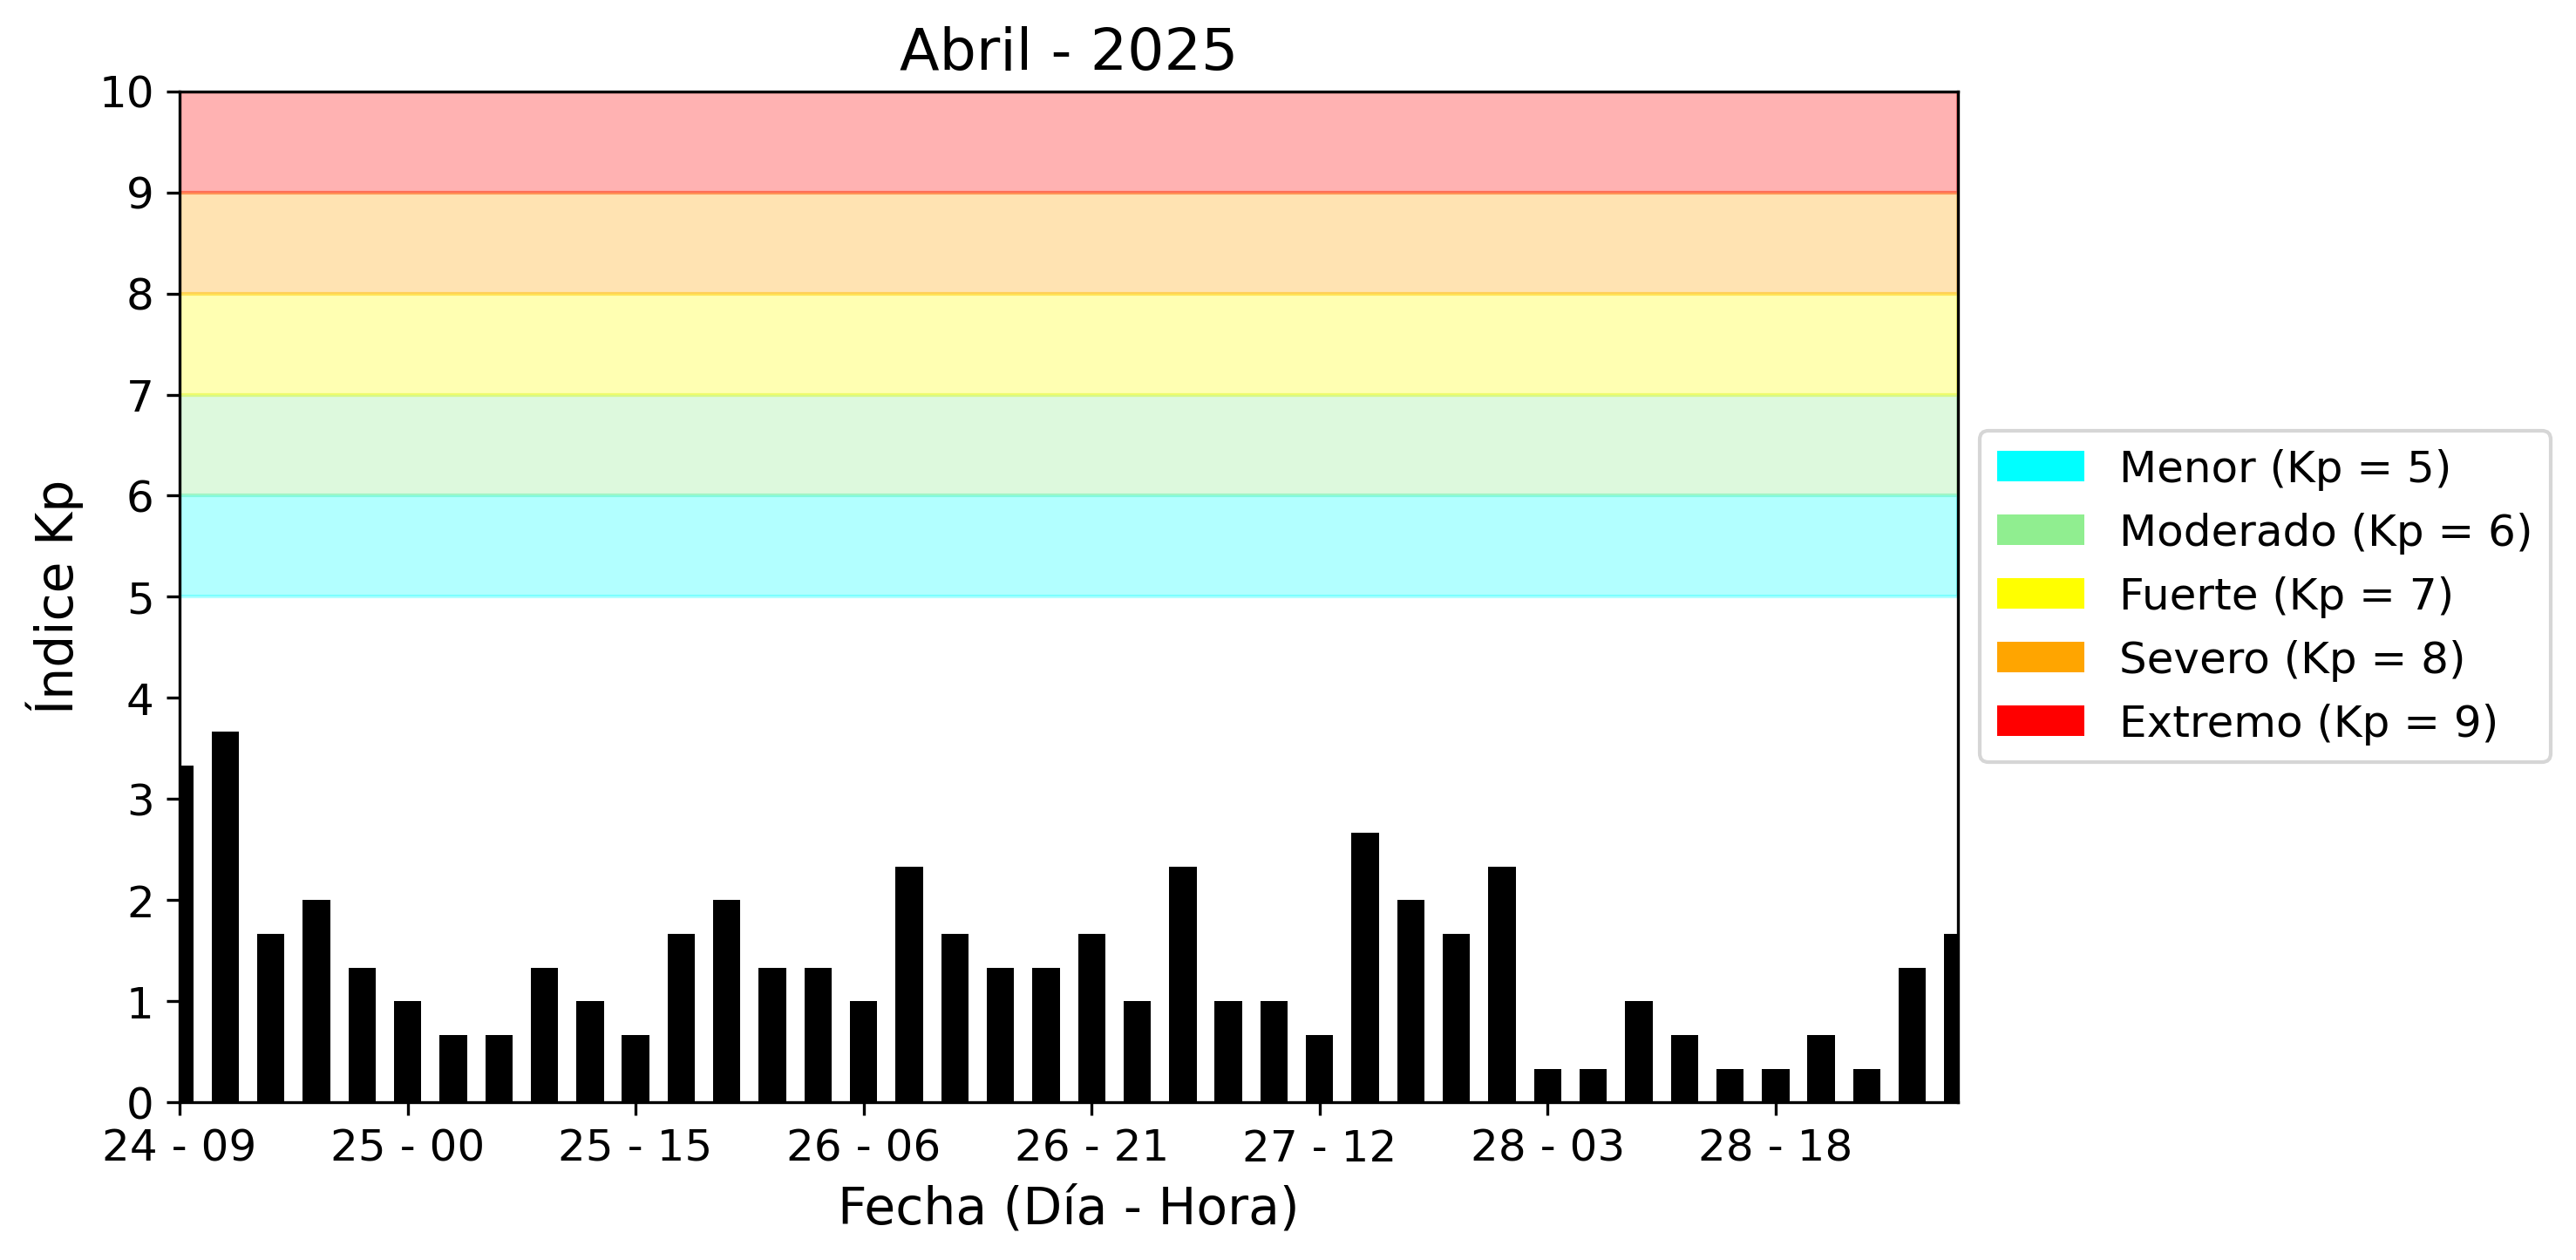 Abril - 2025
10
9
8
7
6
5
4
3
2
1
0
Índice Kp
24 - 09
25 - 00
25 - 15
26 - 06
26 - 21
27 - 12
28 - 03
28 - 18
Fecha (Día - Hora)
Menor (Kp = 5)
Moderado (Kp = 6)
Fuerte (Kp = 7)
Severo (Kp = 8)
Extremo (Kp = 9)